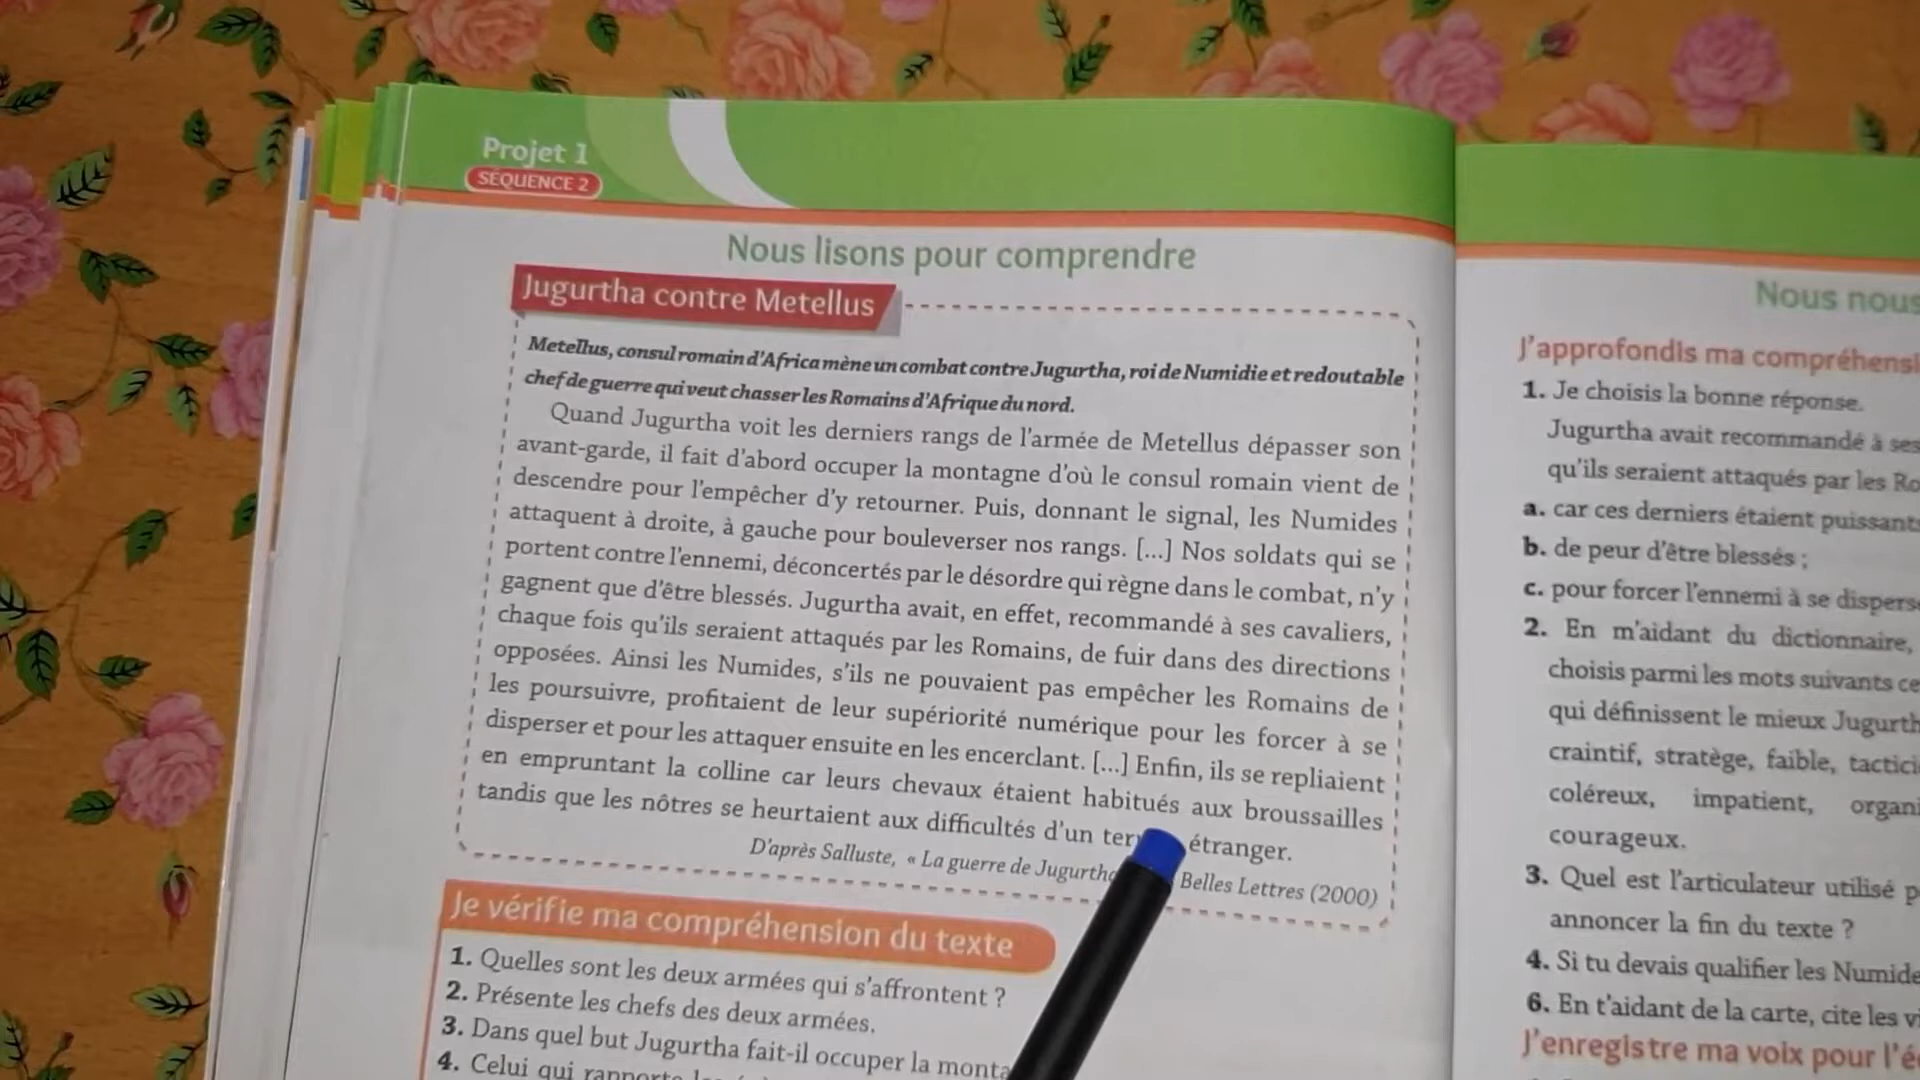 Projet 1
SÉQUENCE 2
Nous lisons pour comprendre
Jugurtha contre Metellus
Metellus, consul romain d'Africa mène un combat contre Jugurtha, roi de Numidie et redoutable
chef de guerre qui veut chasser les Romains d'Afrique du nord.
Quand Jugurtha voit les derniers rangs de l'armée de Metellus dépasser son
avant-garde, il fait d'abord occuper la montagne d'où le consul romain vient de
descendre pour l'empêcher d'y retourner. Puis, donnant le signal, les Numides
attaquent à droite, à gauche pour bouleverser nos rangs. [...] Nos soldats qui se
portent contre l'ennemi, déconcertés par le désordre qui règne dans le combat, n'y
gagnent que d'être blessés. Jugurtha avait, en effet, recommandé à ses cavaliers,
chaque fois qu'ils seraient attaqués par les Romains, de fuir dans des directions
opposées. Ainsi les Numides, s'ils ne pouvaient pas empêcher les Romains de
les poursuivre, profitaient de leur supériorité numérique pour les forcer à se
disperser et pour les attaquer ensuite en les encerclant. [...] Enfin, ils se repliaient
en empruntant la colline car leurs chevaux étaient habitués aux broussailles
tandis que les nôtres se heurtaient aux difficultés d'un étranger.
D'après Salluste, « La guerre de Jugurtha Belles Lettres (2000)
Je vérifie ma compréhension du texte
1. Quelles sont les deux armées qui s'affrontent ?
2. Présente les chefs des deux armées.
3. Dans quel but Jugurtha fait-il occuper la
4. Celui qui
Nous
J'approfondis ma
1. Je choisis la bonne réponse.
Jugurtha avait recommandé à ses
qu'ils seraient attaqués par les
a. car ces derniers étaient puissants
b. de peur d'être blessés ;
c. pour forcer l'ennemi à se
2. En m'aidant du dictionnaire,
choisis parmi les mots suivants
qui définissent le mieux
craintif, stratège, faible,
coléreux, impatient,
courageux.
3. Quel est l'articulateur utilisé
annoncer la fin du texte ?
4. Si tu devais qualifier les
6. En t'aidant de la carte, cite les
J'enregistre ma voix pour